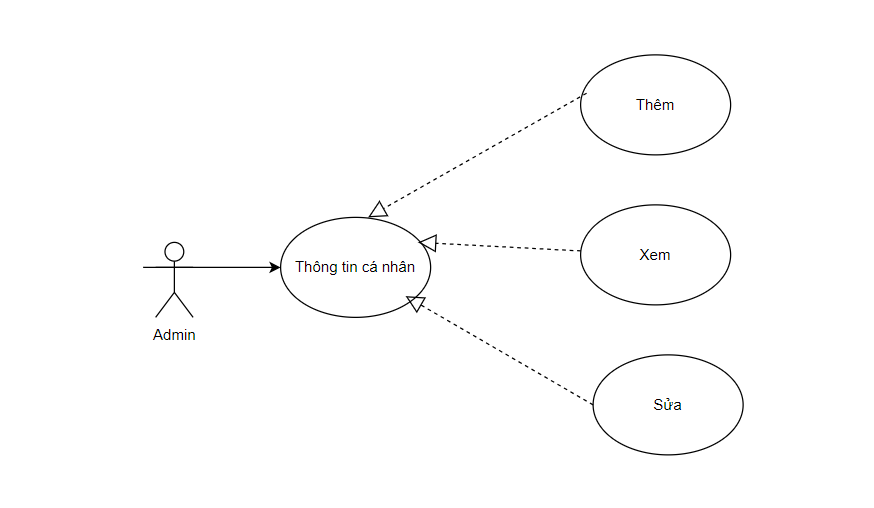 Thêm
Xem
Thông tin cá nhân
Admin
Sửa